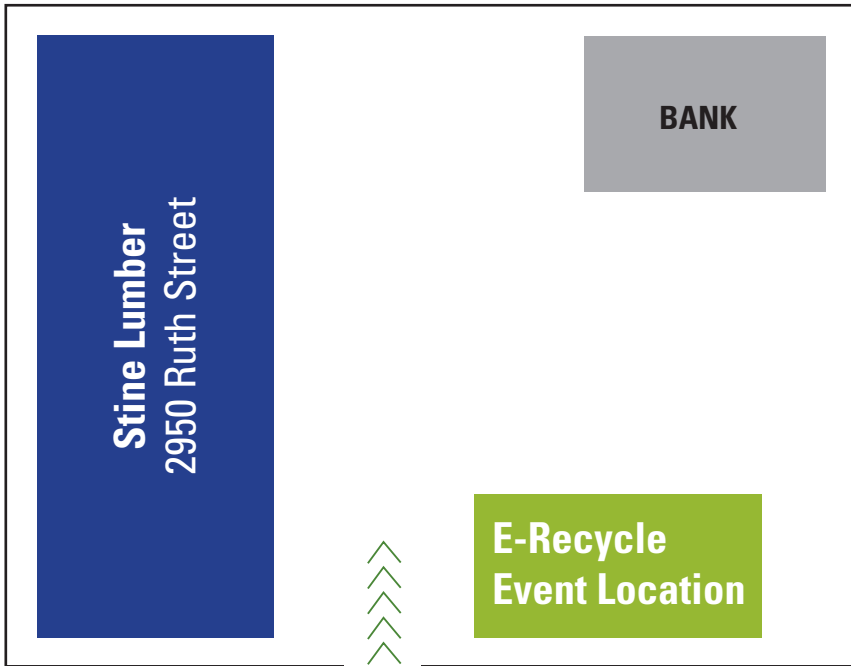 Stine Lumber
2950 Ruth Street
BANK
E-Recycle
Event Location